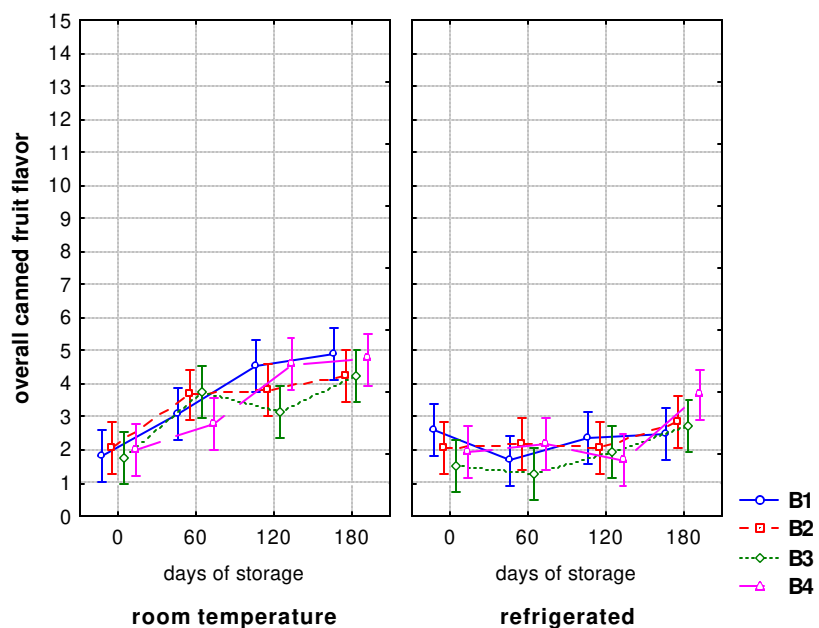 overall canned fruit flavor
15
14
13
12
11
10
9
8
7
6
5
4
3
2
1
0
0 60 120 180
days of storage
room temperature
0 60 120 180
days of storage
refrigerated
B1
B2
B3
B4